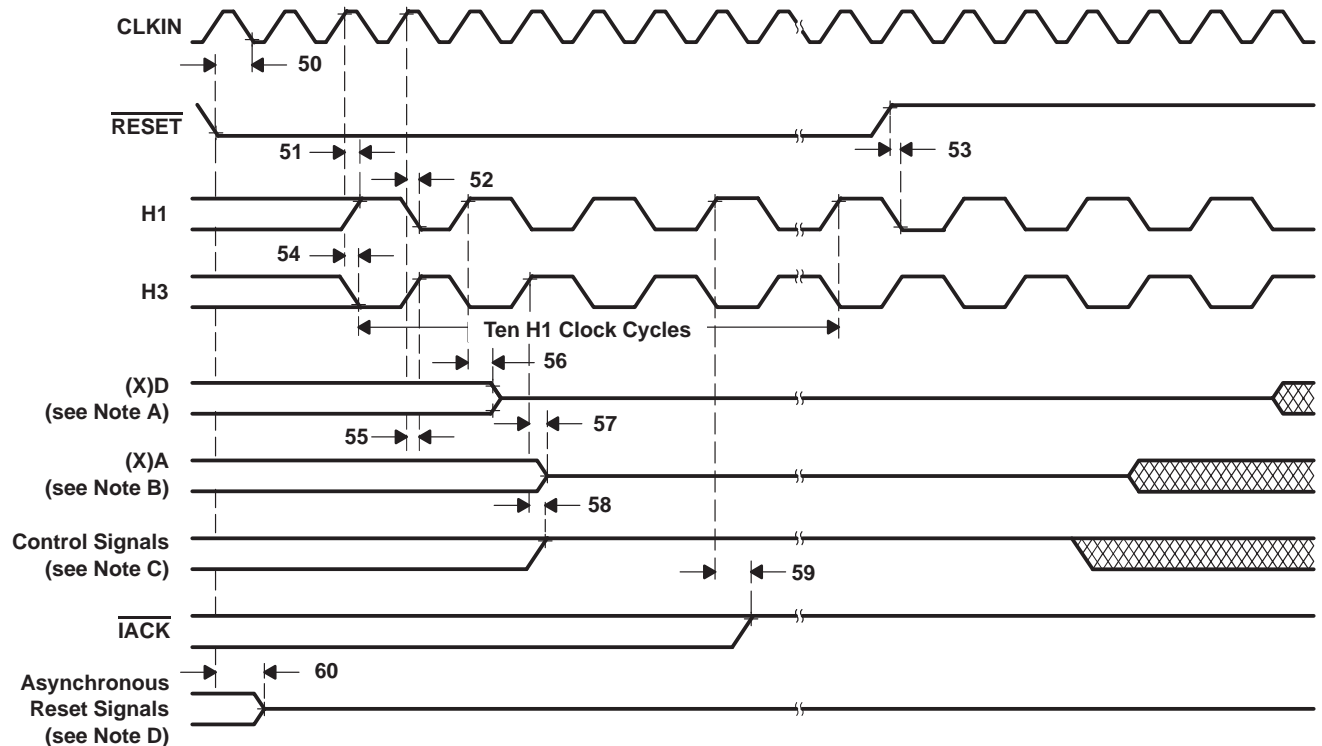 CLKIN
50
RESET
51
53
52
H1
54
H3
Ten H1 Clock Cycles
56
(X)D
(see Note A)
57
55
(X)A
(see Note B)
58
Control Signals
(see Note C)
59
IACK
60
Asynchronous
Reset Signals
(see Note D)